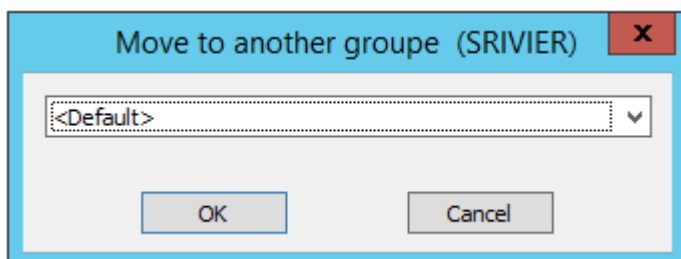 Move to another groupe (SRIVIER)
x
<Default>
OK
Cancel